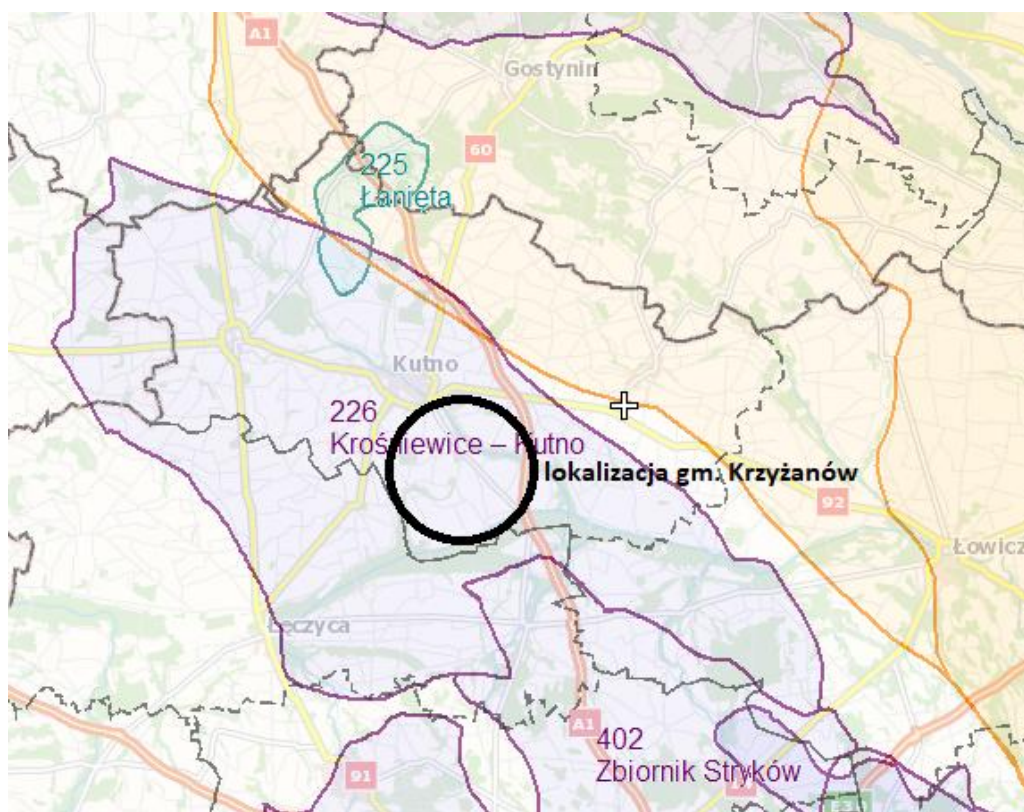 A1
Gostynin
60
225
Łanięta
Kutno
226
Krośniewice – Kutno
lokalizacja gm. Krzyżanów
92
Łowicz
Łęczyca
A1
402
Zbiornik Stryków
91